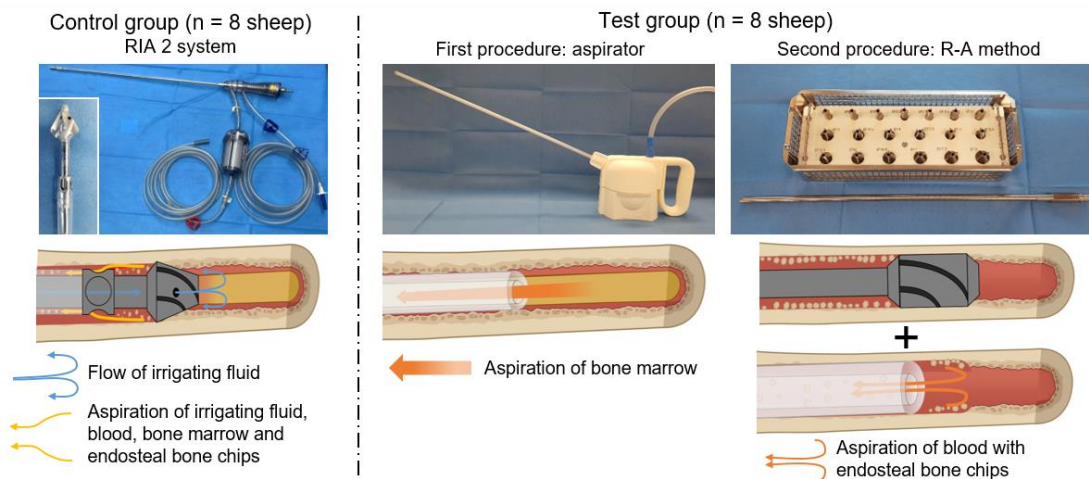 Control group (n = 8 sheep)
RIA 2 system
Test group (n = 8 sheep)
First procedure: aspirator
Second procedure: R-A method
Flow of irrigating fluid
Aspiration of irrigating fluid,
blood, bone marrow and
endosteal bone chips
Aspiration of bone marrow
+
Aspiration of blood with
endosteal bone chips